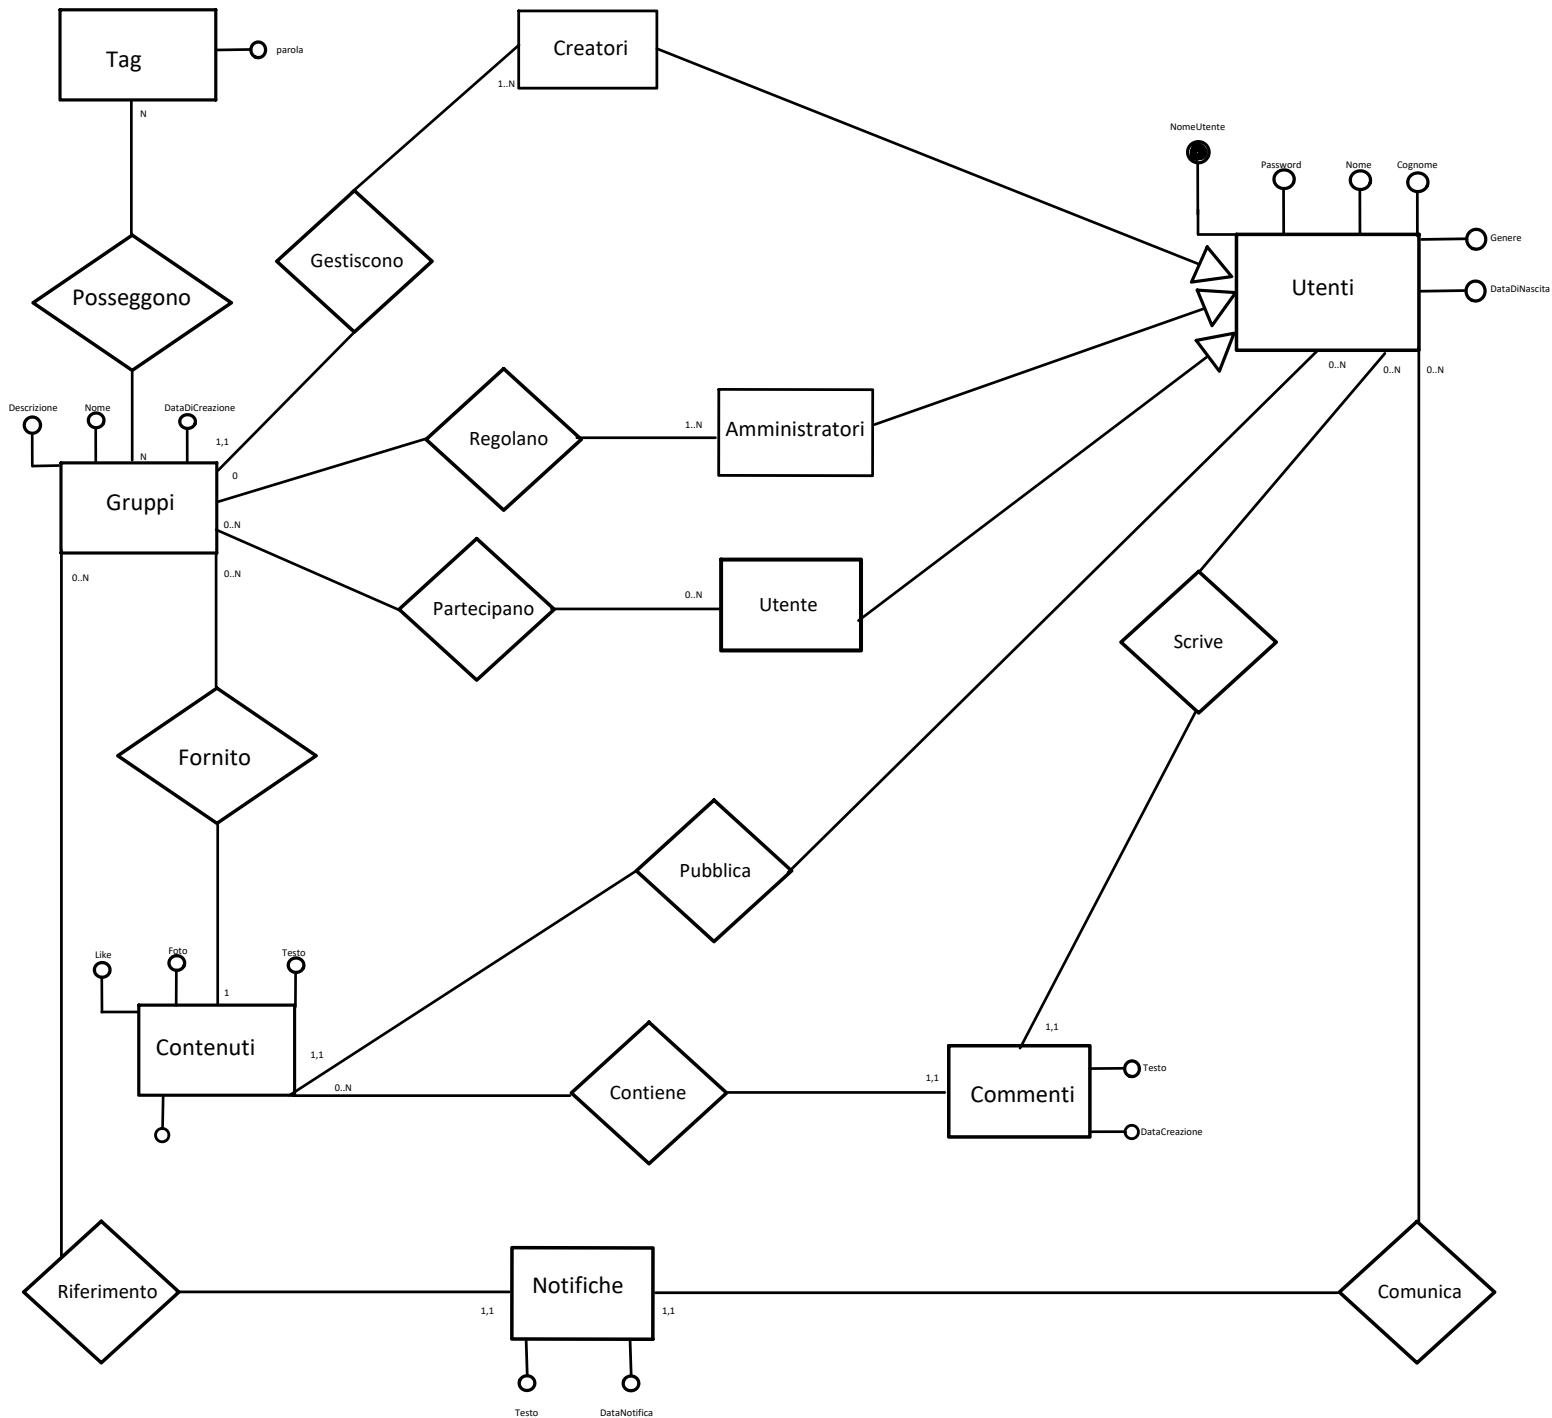 Tag
parola
N
Creatori
1..N
NomeUtente
Password
Nome
Cognome
Genere
Utenti
DataDiNascita
Gestiscono
Posseggono
0..N
0..N
0..N
Descrizione
Nome
DataDiCreazione
1,1
N
0
Gruppi
Regolano
1..N
Amministratori
0..N
0..N
0..N
Partecipano
0..N
Utente
Scrive
Fornito
Pubblica
Like
Foto
Testo
1
Contenuti
1,1
0..N
Contiene
1,1
1,1
Commenti
Testo
DataCreazione
Riferimento
1,1
Notifiche
1,1
Comunica
Testo
DataNotifica